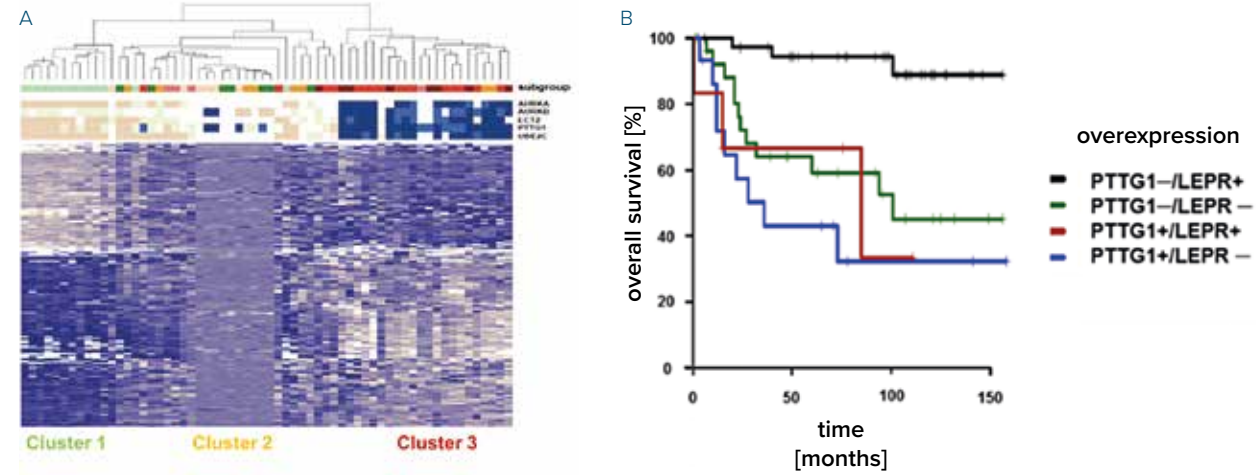 A
subgroup
AURKA
AURKB
ECT2
PTTG1
UBE2C
Cluster 1
Cluster 2
Cluster 3
B
overall survival [%]
100
80
60
40
20
0
0
50
100
150
time
[months]
overexpression
PTTG1—/LEPR+
PTTG1—/LEPR —
PTTG1+/LEPR+
PTTG1+/LEPR —